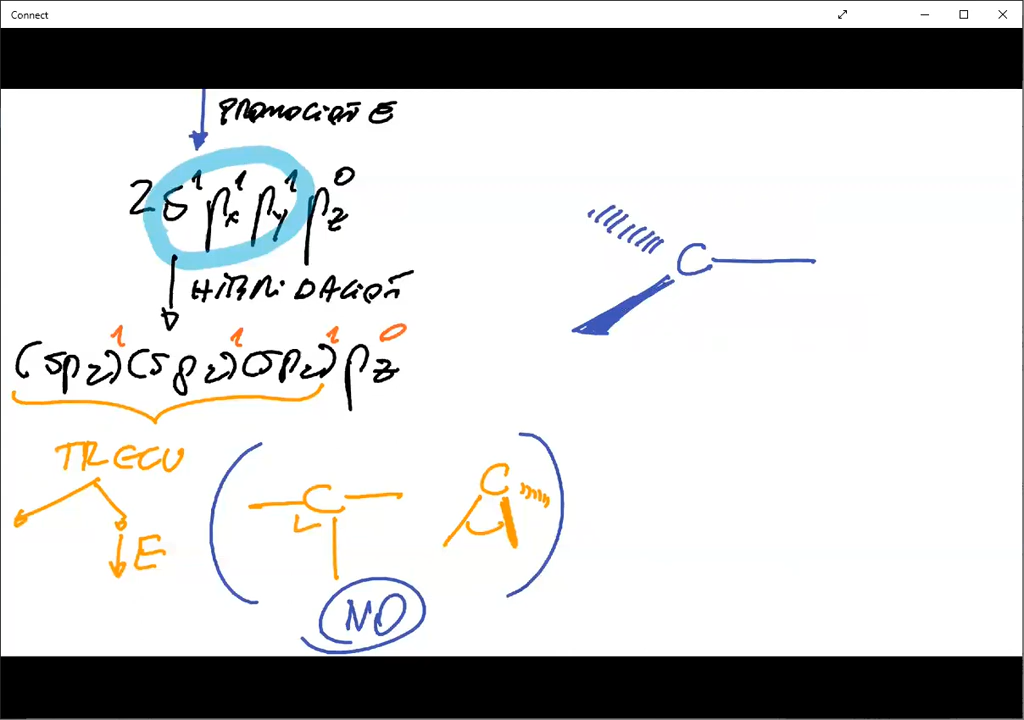 Connect
PROMOCIÓN E
2s¹ px¹ py¹ pz⁰
HIBRIDACIÓN
(sp2)¹(sp2)¹(sp2)¹ pz⁰
C
TRECU
E
C C
NO